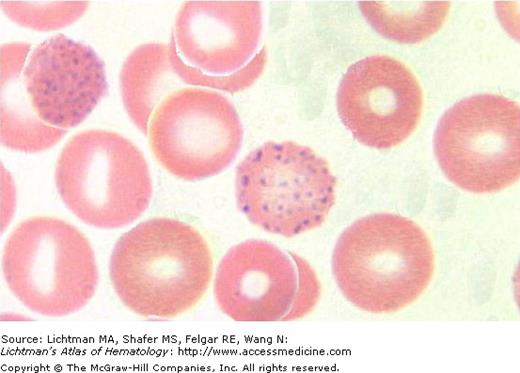 Source: Lichtman MA, Shafer MS, Felgar RE, Wang N:
Lichtman's Atlas of Hematology: http://www.accessmedicine.com
Copyright © The McGraw-Hill Companies, Inc. All rights reserved.